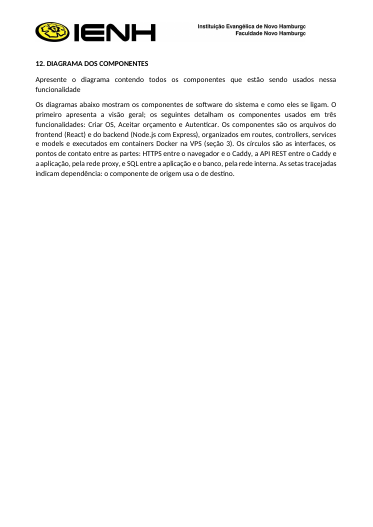 IENH
Instituição Evangélica de Novo Hamburgo
Faculdade Novo Hamburgo
12. DIAGRAMA DOS COMPONENTES
Apresente o diagrama contendo todos os componentes que estão sendo usados nessa
funcionalidade
Os diagramas abaixo mostram os componentes de software do sistema e como eles se ligam. O
primeiro apresenta a visão geral; os seguintes detalham os componentes usados em três
funcionalidades: Criar OS, Aceitar orçamento e Autenticar. Os componentes são os arquivos do
frontend (React) e do backend (Node.js com Express), organizados em routes, controllers, services
e models e executados em containers Docker na VPS (seção 3). Os círculos são as interfaces, os
pontos de contato entre as partes: HTTPS entre o navegador e o Caddy, a API REST entre o Caddy e
a aplicação, pela rede proxy, e SQL entre a aplicação e o banco, pela rede interna. As setas tracejadas
indicam dependência: o componente de origem usa o de destino.